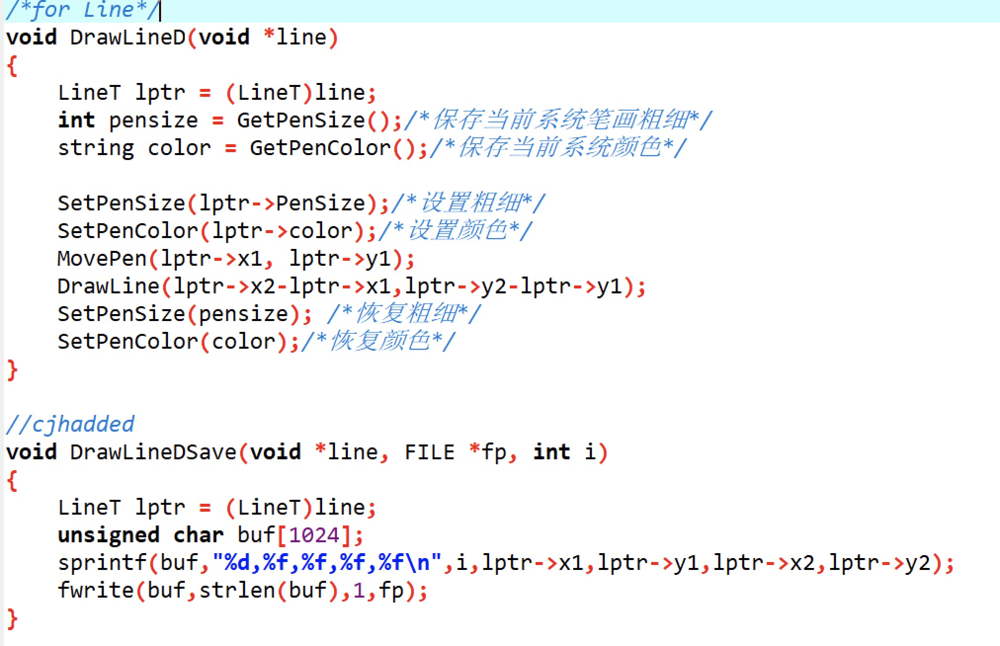 /*for Line*/
void DrawLineD(void *line)
{
    LineT lptr = (LineT)line;
    int pensize = GetPenSize();/*保存当前系统笔画粗细*/
    string color = GetPenColor();/*保存当前系统颜色*/

    SetPenSize(lptr->PenSize);/*设置粗细*/
    SetPenColor(lptr->color);/*设置颜色*/
    MovePen(lptr->x1, lptr->y1);
    DrawLine(lptr->x2-lptr->x1,lptr->y2-lptr->y1);
    SetPenSize(pensize); /*恢复粗细*/
    SetPenColor(color);/*恢复颜色*/
}

//cjhadded
void DrawLineDSave(void *line, FILE *fp, int i)
{
    LineT lptr = (LineT)line;
    unsigned char buf[1024];
    sprintf(buf,"%d,%f,%f,%f,%f\n",i,lptr->x1,lptr->y1,lptr->x2,lptr->y2);
    fwrite(buf,strlen(buf),1,fp);
}